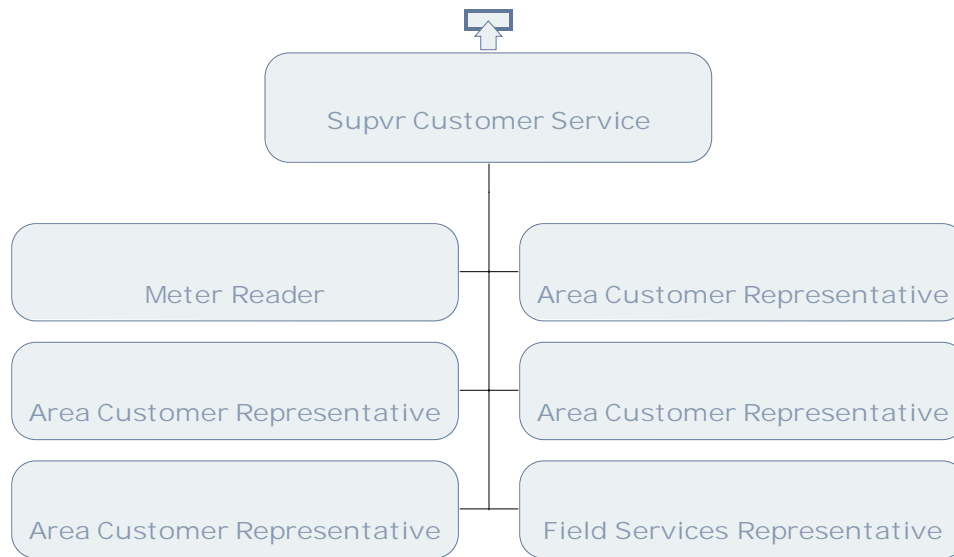 Supvr Customer Service
Meter Reader
Area Customer Representative
Area Customer Representative
Area Customer Representative
Area Customer Representative
Field Services Representative